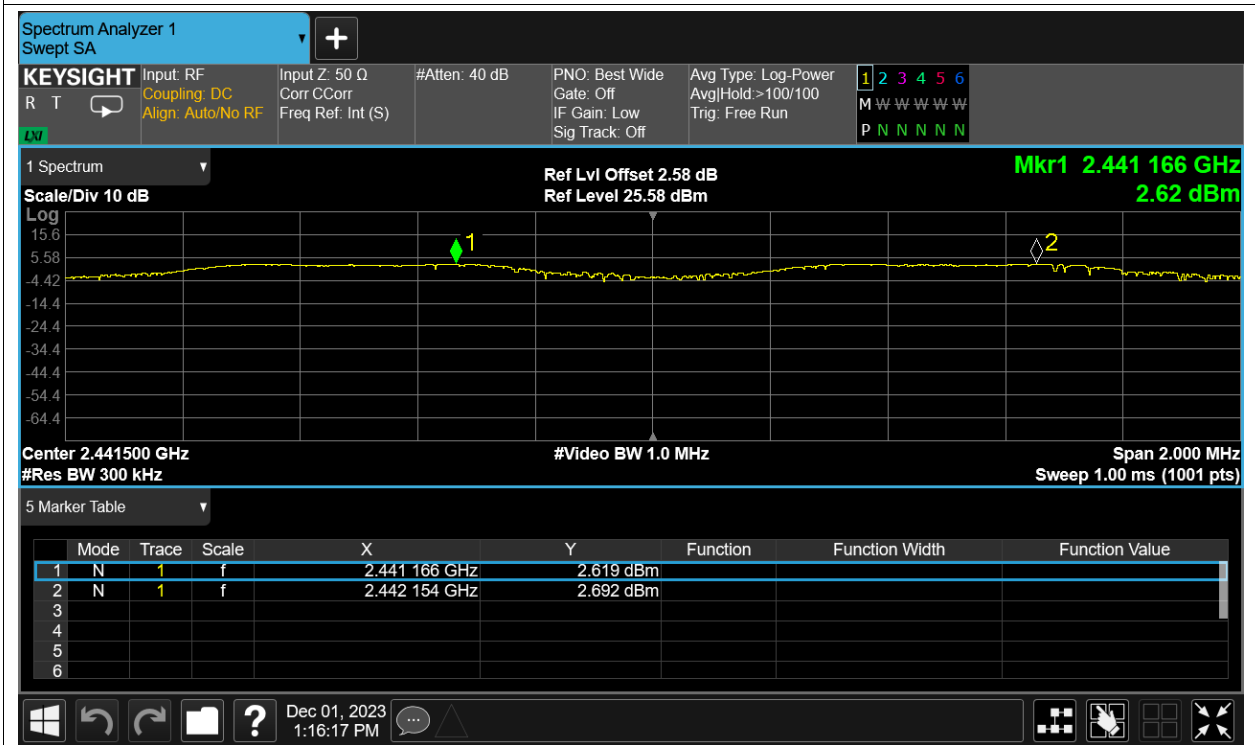 Spectrum Analyzer 1
Swept SA
+
KEYSIGHT
R T
LXI
Input: RF
Coupling: DC
Align: Auto/No RF
Input Z: 50 Ω
Corr CCorr
Freq Ref: Int (S)
#Atten: 40 dB
PNO: Best Wide
Gate: Off
IF Gain: Low
Sig Track: Off
Avg Type: Log-Power
Avg|Hold:>100/100
Trig: Free Run
1 2 3 4 5 6
M W W W W W
P N N N N N
1 Spectrum
Scale/Div 10 dB
Ref Lvl Offset 2.58 dB
Ref Level 25.58 dBm
Mkr1 2.441 166 GHz
2.62 dBm
Log
15.6
5.58
-4.42
-14.4
-24.4
-34.4
-44.4
-54.4
-64.4
1
2
Center 2.441500 GHz
#Res BW 300 kHz
#Video BW 1.0 MHz
Span 2.000 MHz
Sweep 1.00 ms (1001 pts)
5 Marker Table
Mode Trace Scale X Y Function Function Width Function Value
1 N 1 f 2.441 166 GHz 2.619 dBm
2 N 1 f 2.442 154 GHz 2.692 dBm
3
4
5
6
?
Dec 01, 2023
1:16:17 PM